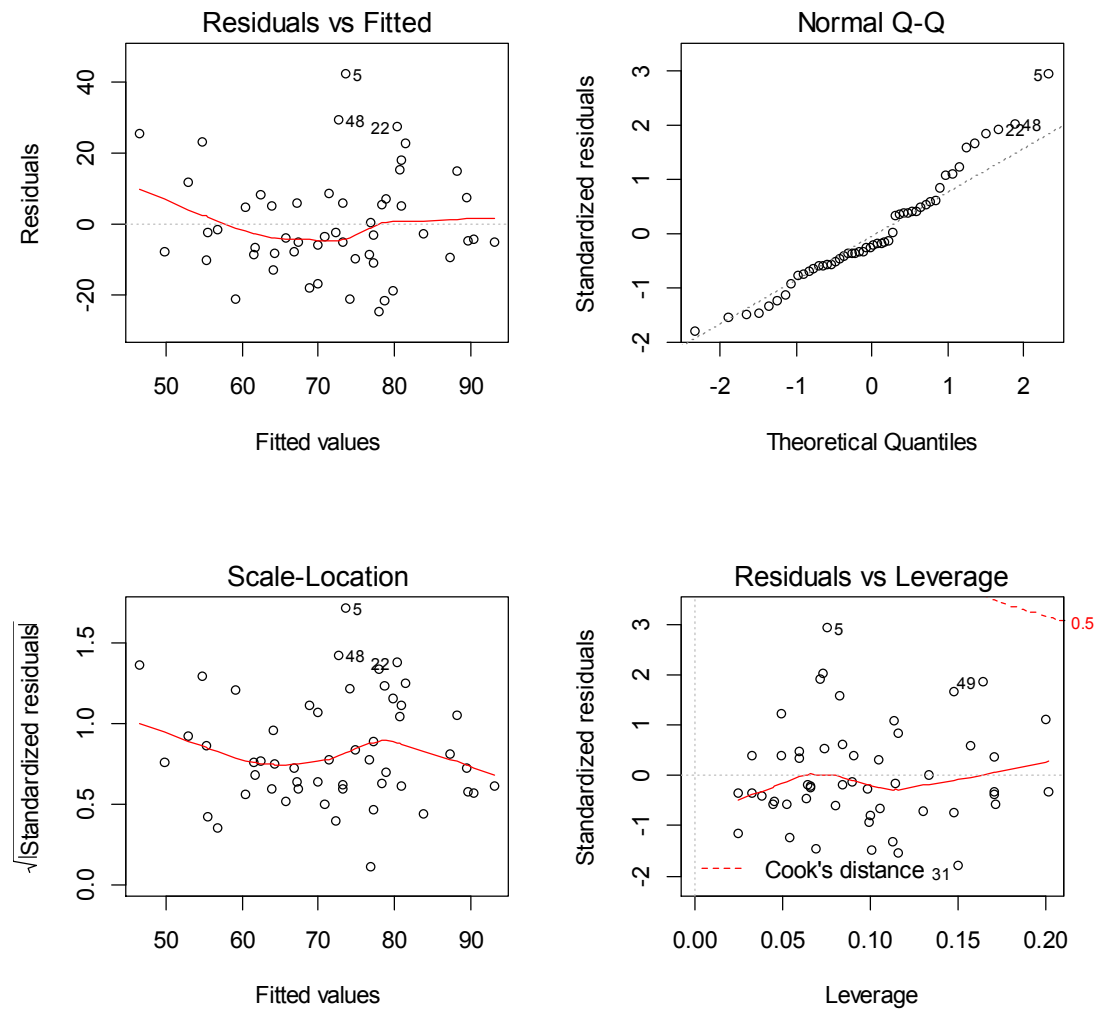 Residuals vs Fitted
Residuals
40
20
0
-20
5
48
22
50 60 70 80 90
Fitted values
Normal Q-Q
Standardized residuals
3
2
1
0
-1
-2
5
22
48
-2 -1 0 1 2
Theoretical Quantiles
Scale-Location
√|Standardized residuals|
1.5
1.0
0.5
0.0
5
48
22
50 60 70 80 90
Fitted values
Residuals vs Leverage
Standardized residuals
3
2
1
0
-1
-2
0.5
5
49
Cook's distance
31
0.00 0.05 0.10 0.15 0.20
Leverage